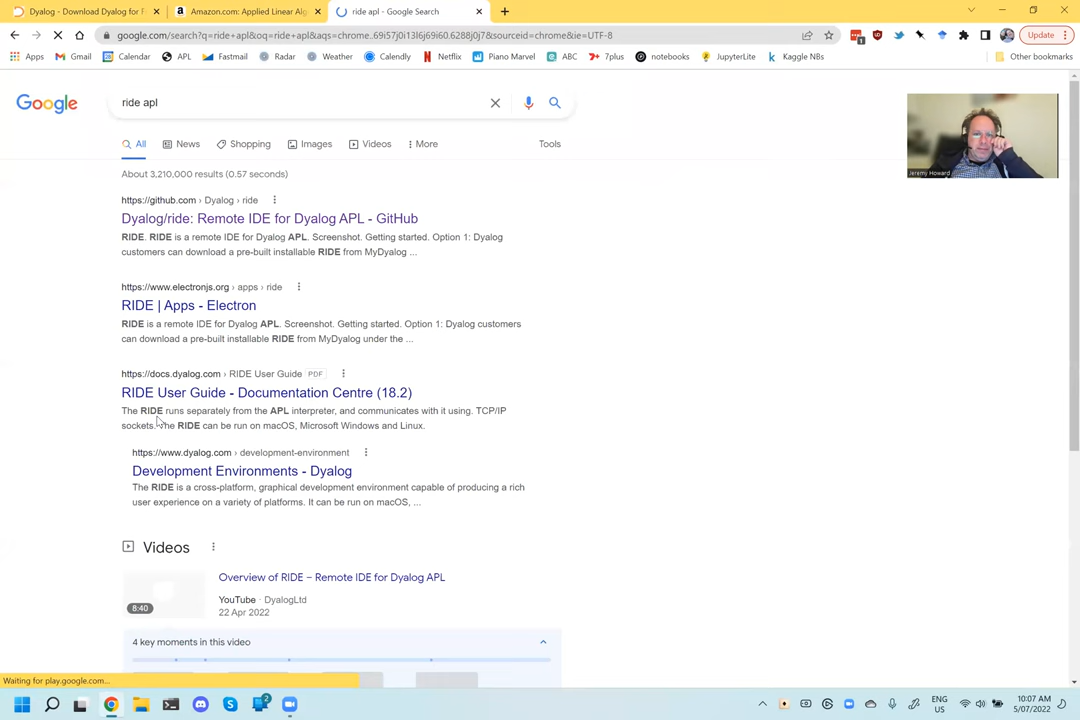 Dyalog - Download Dyalog for F
Amazon.com: Applied Linear Alg
ride apl - Google Search
google.com/search?q=ride+apl&oq=ride+apl&aqs=chrome..69i57j0i13l6j69i60.6288j0j7&sourceid=chrome&ie=UTF-8
1
Update
Apps
Gmail
Calendar
APL
Fastmail
Radar
Weather
Calendly
Netflix
Piano Marvel
ABC
7plus
notebooks
JupyterLite
Kaggle NBs
Other bookmarks
Google
ride apl
All
News
Shopping
Images
Videos
More
Tools
About 3,210,000 results (0.57 seconds)
https://github.com › Dyalog › ride
Dyalog/ride: Remote IDE for Dyalog APL - GitHub
RIDE. RIDE is a remote IDE for Dyalog APL. Screenshot. Getting started. Option 1: Dyalog
customers can download a pre-built installable RIDE from MyDyalog ...
https://www.electronjs.org › apps › ride
RIDE | Apps - Electron
RIDE is a remote IDE for Dyalog APL. Screenshot. Getting started. Option 1: Dyalog customers
can download a pre-built installable RIDE from MyDyalog under the ...
https://docs.dyalog.com › RIDE User Guide PDF
RIDE User Guide - Documentation Centre (18.2)
The RIDE runs separately from the APL interpreter, and communicates with it using. TCP/IP
sockets. The RIDE can be run on macOS, Microsoft Windows and Linux.
https://www.dyalog.com › development-environment
Development Environments - Dyalog
The RIDE is a cross-platform, graphical development environment capable of producing a rich
user experience on a variety of platforms. It can be run on macOS, ...
Videos
Overview of RIDE – Remote IDE for Dyalog APL
YouTube · DyalogLtd
22 Apr 2022
8:40
4 key moments in this video
Jeremy Howard
Waiting for play.google.com...
2
ENG
US
10:07 AM
5/07/2022